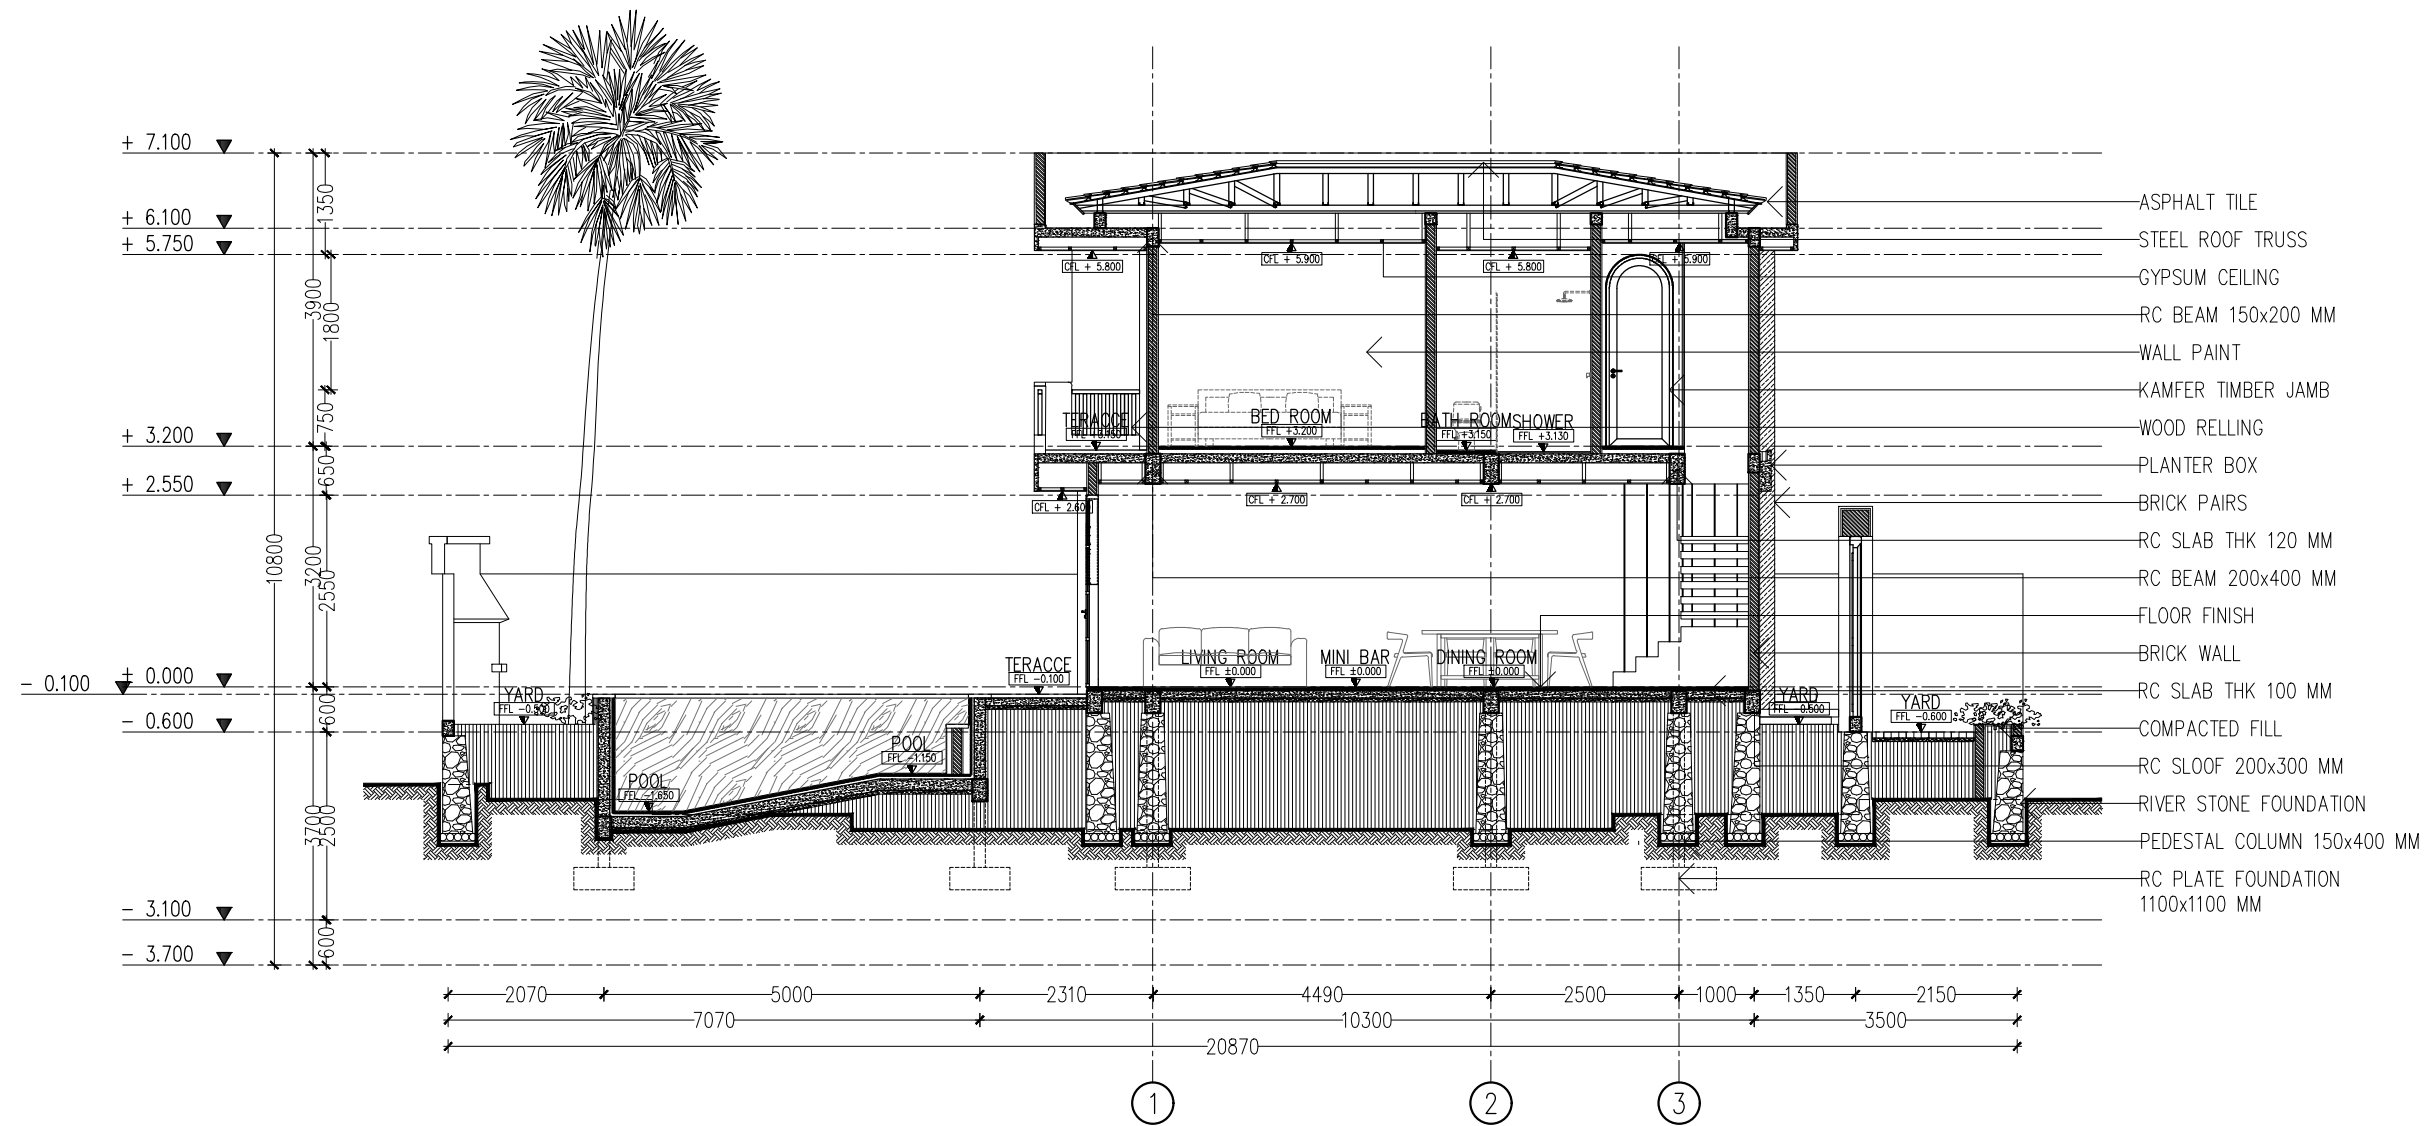 + 7.100
+ 6.100
+ 5.750
+ 3.200
+ 2.550
+ 0.000
- 0.100
- 0.600
- 3.100
- 3.700
10800
3900
3200
3700
1350
1800
750
650
2550
600
2500
600
CFL + 5.800
CFL + 5.900
CFL + 5.800
CFL + 5.900
TERACCE
BED ROOM
FFL +3.200
BATH ROOM
FFL +3.150
SHOWER
FFL +3.130
CFL + 2.600
CFL + 2.700
CFL + 2.700
TERACCE
FFL -0.100
LIVING ROOM
FFL ±0.000
MINI BAR
FFL ±0.000
DINING ROOM
FFL ±0.000
YARD
YARD
FFL -0.600
YARD
FFL -0.600
POOL
FFL -1.150
POOL
FFL -1.650
ASPHALT TILE
STEEL ROOF TRUSS
GYPSUM CEILING
RC BEAM 150x200 MM
WALL PAINT
KAMFER TIMBER JAMB
WOOD RELLING
PLANTER BOX
BRICK PAIRS
RC SLAB THK 120 MM
RC BEAM 200x400 MM
FLOOR FINISH
BRICK WALL
RC SLAB THK 100 MM
COMPACTED FILL
RC SLOOF 200x300 MM
RIVER STONE FOUNDATION
PEDESTAL COLUMN 150x400 MM
RC PLATE FOUNDATION
1100x1100 MM
2070 5000 2310 4490 2500 1000 1350 2150
7070 10300 3500
20870
1 2 3